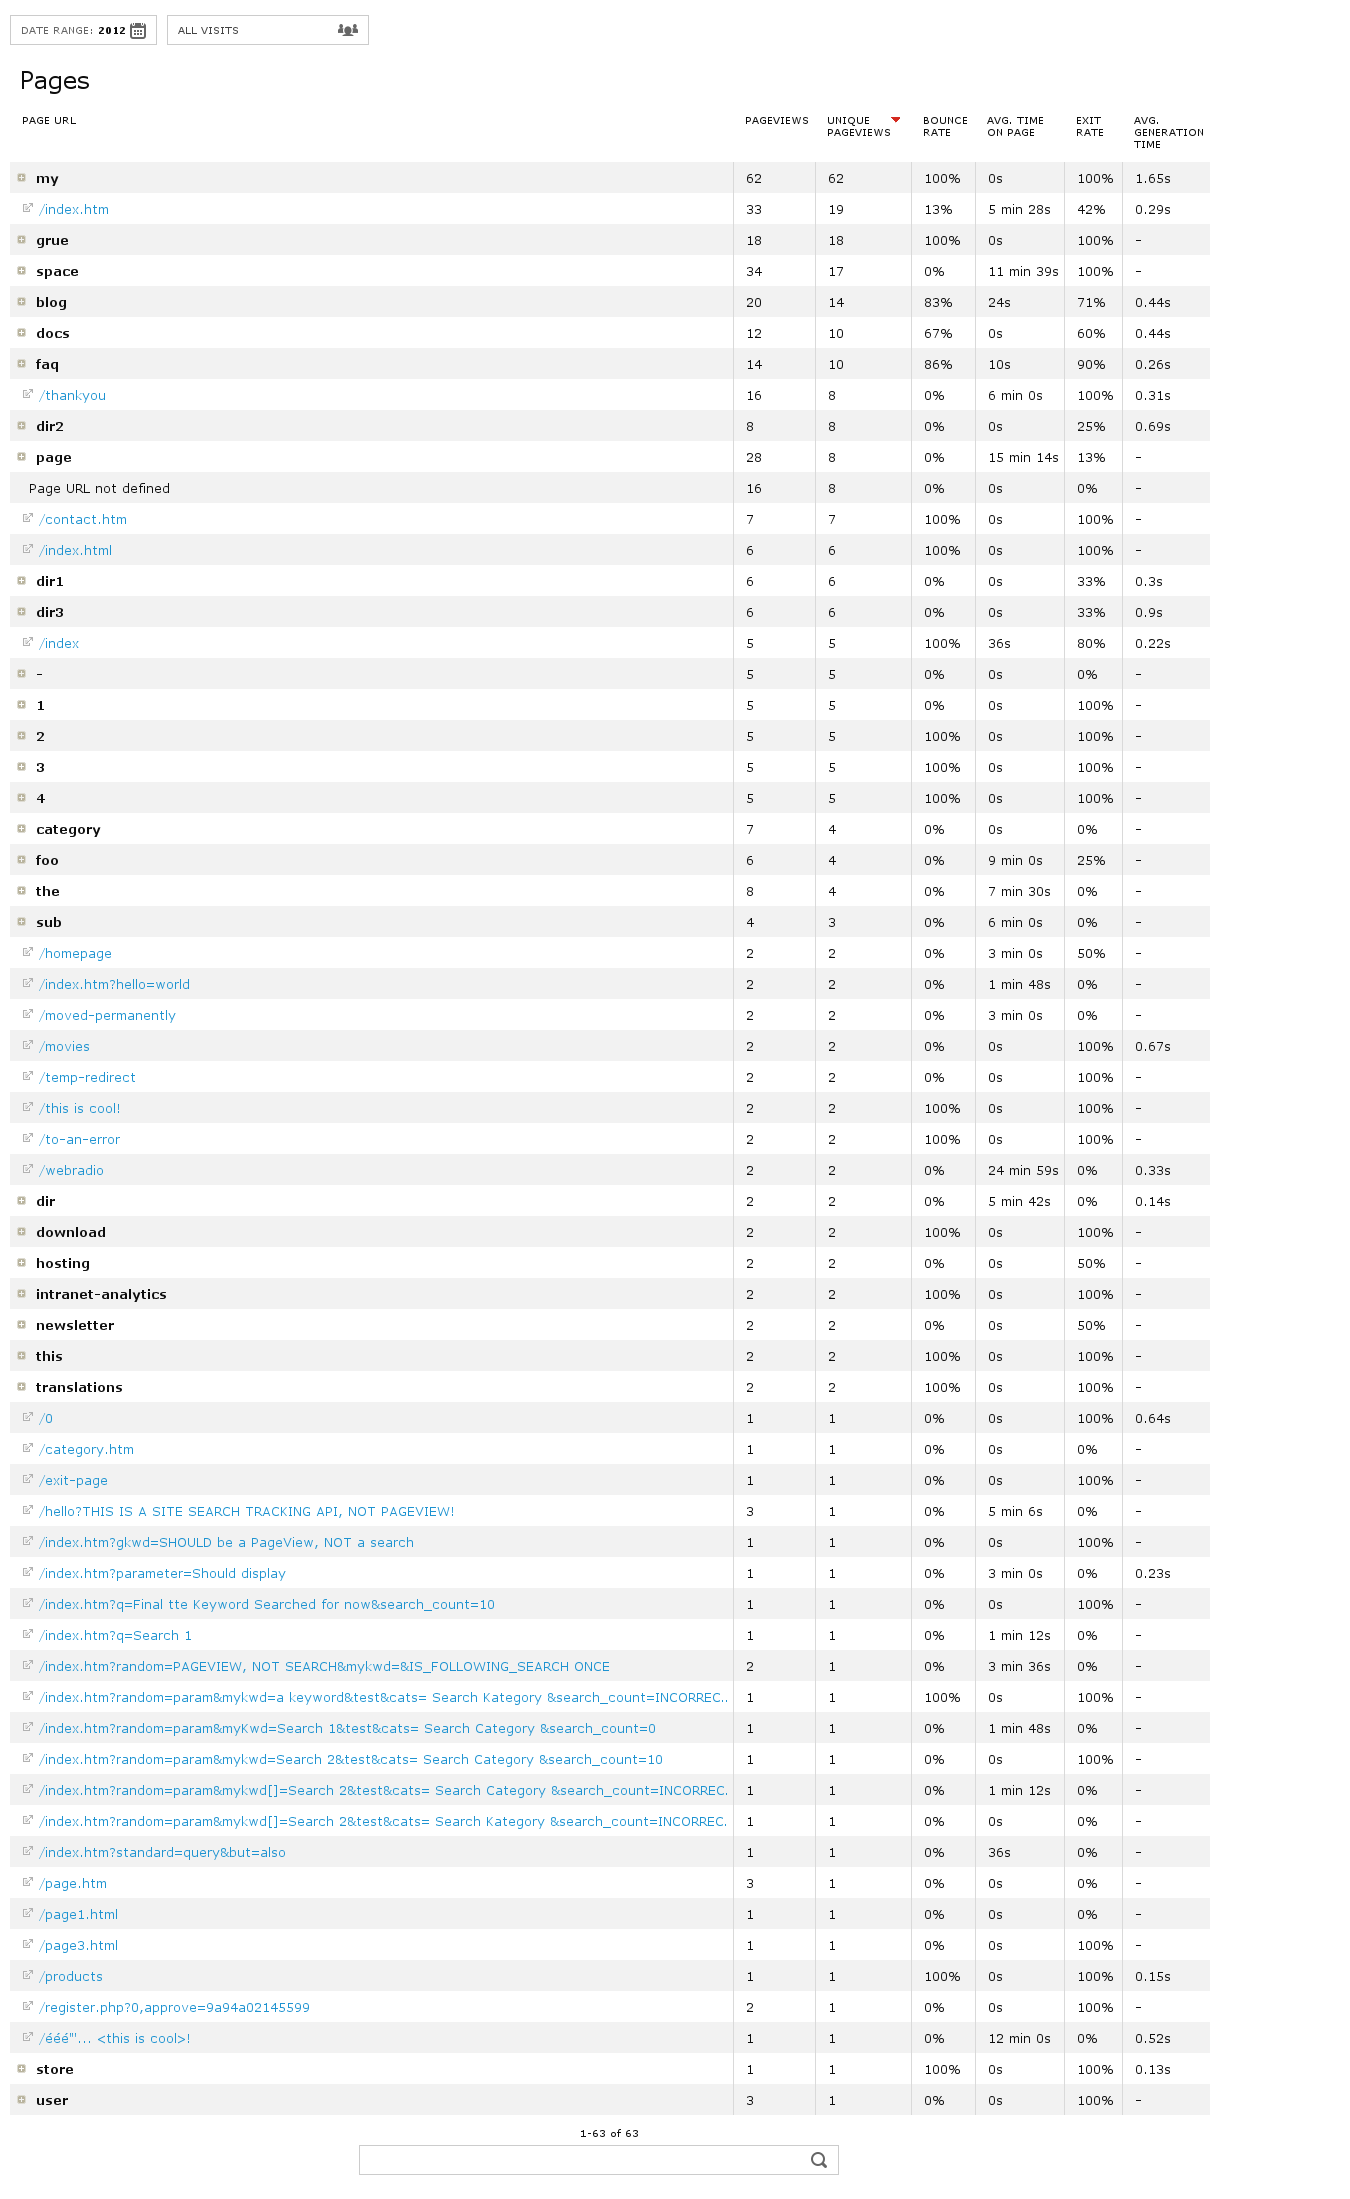 DATE RANGE: 2012 ALL VISITS
Pages
PAGE URL PAGEVIEWS UNIQUE PAGEVIEWS BOUNCE RATE AVG. TIME ON PAGE EXIT RATE AVG. GENERATION TIME
my 62 62 100% 0s 100% 1.65s
/index.htm 33 19 13% 5 min 28s 42% 0.29s
grue 18 18 100% 0s 100% -
space 34 17 0% 11 min 39s 100% -
blog 20 14 83% 24s 71% 0.44s
docs 12 10 67% 0s 60% 0.44s
faq 14 10 86% 10s 90% 0.26s
/thankyou 16 8 0% 6 min 0s 100% 0.31s
dir2 8 8 0% 0s 25% 0.69s
page 28 8 0% 15 min 14s 13% -
Page URL not defined 16 8 0% 0s 0% -
/contact.htm 7 7 100% 0s 100% -
/index.html 6 6 100% 0s 100% -
dir1 6 6 0% 0s 33% 0.3s
dir3 6 6 0% 0s 33% 0.9s
/index 5 5 100% 36s 80% 0.22s
- 5 5 0% 0s 0% -
1 5 5 0% 0s 100% -
2 5 5 100% 0s 100% -
3 5 5 100% 0s 100% -
4 5 5 100% 0s 100% -
category 7 4 0% 0s 0% -
foo 6 4 0% 9 min 0s 25% -
the 8 4 0% 7 min 30s 0% -
sub 4 3 0% 6 min 0s 0% -
/homepage 2 2 0% 3 min 0s 50% -
/index.htm?hello=world 2 2 0% 1 min 48s 0% -
/moved-permanently 2 2 0% 3 min 0s 0% -
/movies 2 2 0% 0s 100% 0.67s
/temp-redirect 2 2 0% 0s 100% -
/this is cool! 2 2 100% 0s 100% -
/to-an-error 2 2 100% 0s 100% -
/webradio 2 2 0% 24 min 59s 0% 0.33s
dir 2 2 0% 5 min 42s 0% 0.14s
download 2 2 100% 0s 100% -
hosting 2 2 0% 0s 50% -
intranet-analytics 2 2 100% 0s 100% -
newsletter 2 2 0% 0s 50% -
this 2 2 100% 0s 100% -
translations 2 2 100% 0s 100% -
/0 1 1 0% 0s 100% 0.64s
/category.htm 1 1 0% 0s 0% -
/exit-page 1 1 0% 0s 100% -
/hello?THIS IS A SITE SEARCH TRACKING API, NOT PAGEVIEW! 3 1 0% 5 min 6s 0% -
/index.htm?gkwd=SHOULD be a PageView, NOT a search 1 1 0% 0s 100% -
/index.htm?parameter=Should display 1 1 0% 3 min 0s 0% 0.23s
/index.htm?q=Final tte Keyword Searched for now&search_count=10 1 1 0% 0s 100% -
/index.htm?q=Search 1 1 1 0% 1 min 12s 0% -
/index.htm?random=PAGEVIEW, NOT SEARCH&mykwd=&IS_FOLLOWING_SEARCH ONCE 2 1 0% 3 min 36s 0% -
/index.htm?random=param&mykwd=a keyword&test&cats= Search Kategory &search_count=INCORREC.. 1 1 100% 0s 100% -
/index.htm?random=param&myKwd=Search 1&test&cats= Search Category &search_count=0 1 1 0% 1 min 48s 0% -
/index.htm?random=param&mykwd=Search 2&test&cats= Search Category &search_count=10 1 1 0% 0s 100% -
/index.htm?random=param&mykwd[]=Search 2&test&cats= Search Category &search_count=INCORREC. 1 1 0% 1 min 12s 0% -
/index.htm?random=param&mykwd[]=Search 2&test&cats= Search Kategory &search_count=INCORREC. 1 1 0% 0s 0% -
/index.htm?standard=query&but=also 1 1 0% 36s 0% -
/page.htm 3 1 0% 0s 0% -
/page1.html 1 1 0% 0s 0% -
/page3.html 1 1 0% 0s 100% -
/products 1 1 100% 0s 100% 0.15s
/register.php?0,approve=9a94a02145599 2 1 0% 0s 100% -
/ééé"'... <this is cool>! 1 1 0% 12 min 0s 0% 0.52s
store 1 1 100% 0s 100% 0.13s
user 3 1 0% 0s 100% -
1-63 of 63